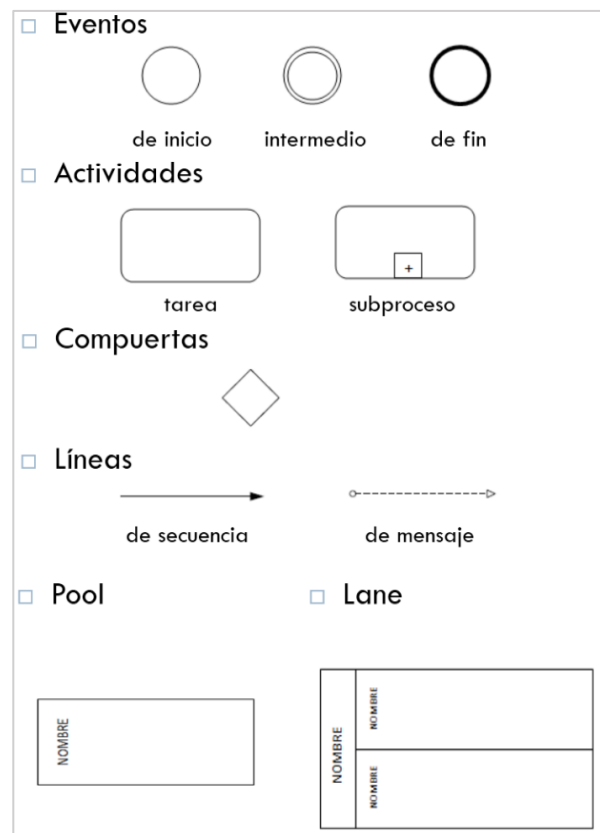 Eventos
de inicio intermedio de fin
Actividades
+
tarea subproceso
Compuertas
Líneas
de secuencia de mensaje
Pool Lane
NOMBRE
NOMBRE
NOMBRE
NOMBRE